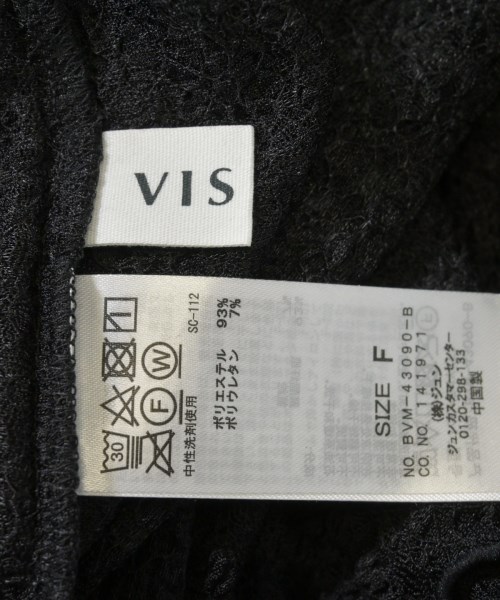 VIS
30
F
W
中性洗剤使用
SC-112
ポリエステル 93%
ポリウレタン 7%
SIZE F
NO. BVM-43090-B
CO. NO. 141971
(株)ジュン
ジュンカスタマーセンター
0120-298-133
中国製